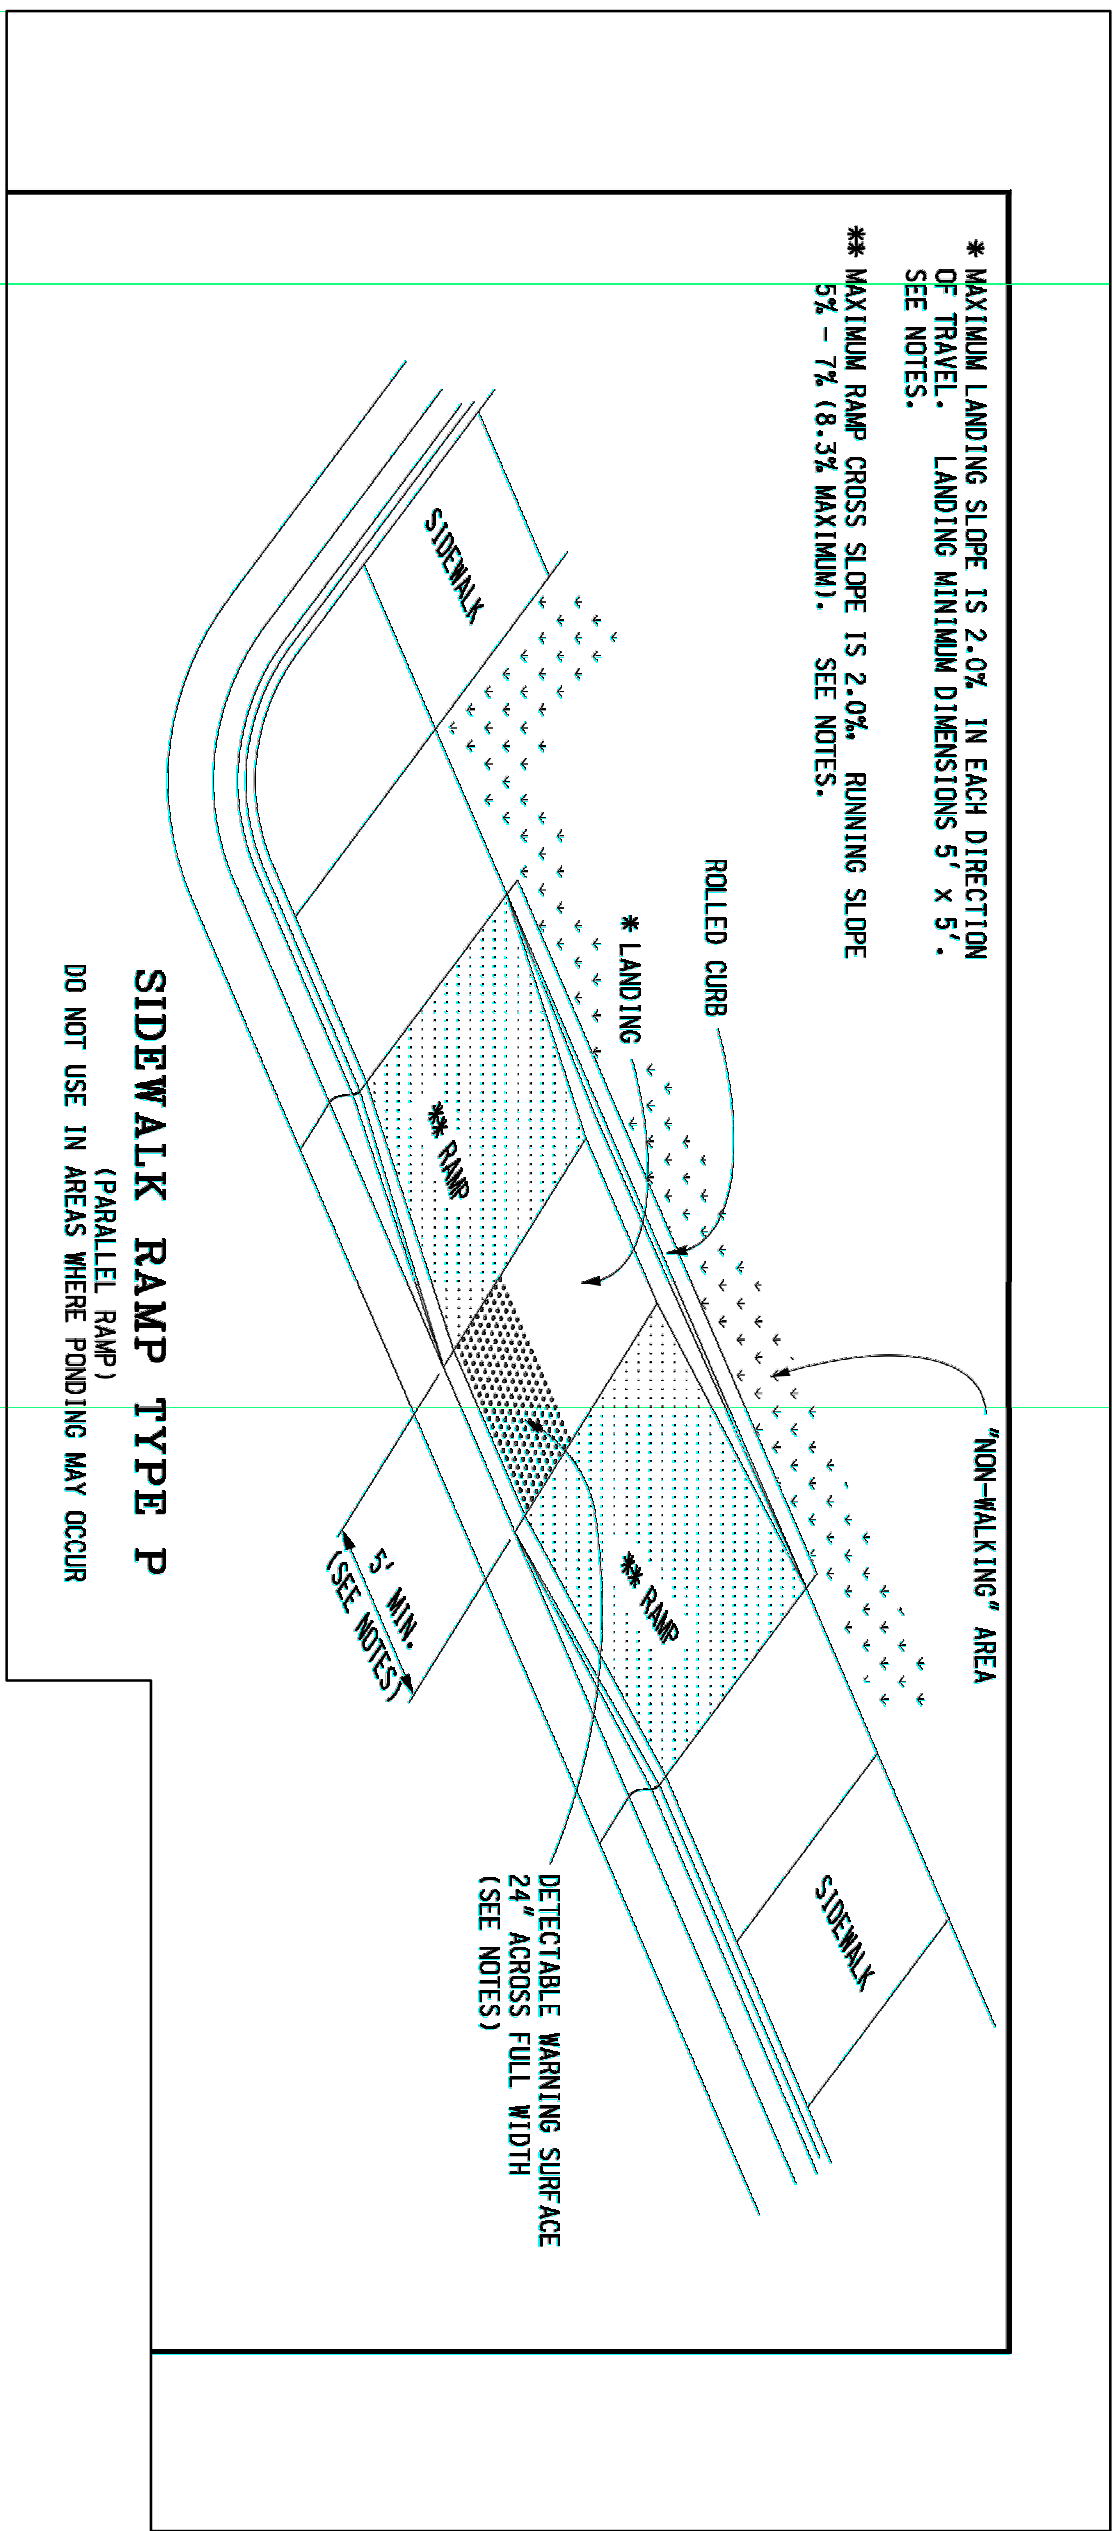 * MAXIMUM LANDING SLOPE IS 2.0% IN EACH DIRECTION
OF TRAVEL. LANDING MINIMUM DIMENSIONS 5' x 5'.
SEE NOTES.
** MAXIMUM RAMP CROSS SLOPE IS 2.0%. RUNNING SLOPE
5% - 7% (8.3% MAXIMUM). SEE NOTES.
"NON-WALKING" AREA
ROLLED CURB
* LANDING
SIDEWALK
** RAMP
** RAMP
SIDEWALK
DETECTABLE WARNING SURFACE
24" ACROSS FULL WIDTH
(SEE NOTES)
5' MIN.
(SEE NOTES)
SIDEWALK RAMP TYPE P
(PARALLEL RAMP)
DO NOT USE IN AREAS WHERE PONDING MAY OCCUR